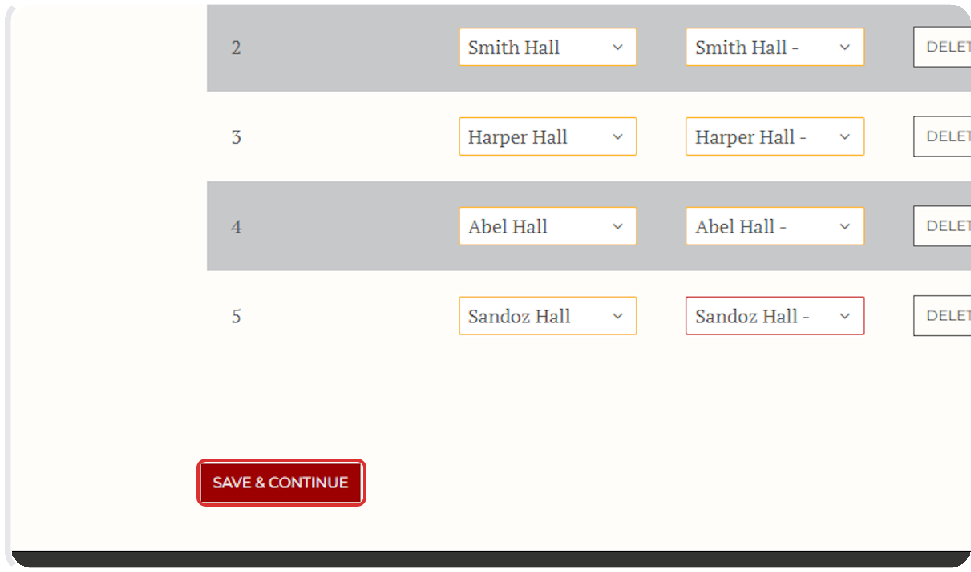 2 Smith Hall Smith Hall - DELET
3 Harper Hall Harper Hall - DELET
4 Abel Hall Abel Hall - DELET
5 Sandoz Hall Sandoz Hall - DELET
SAVE & CONTINUE